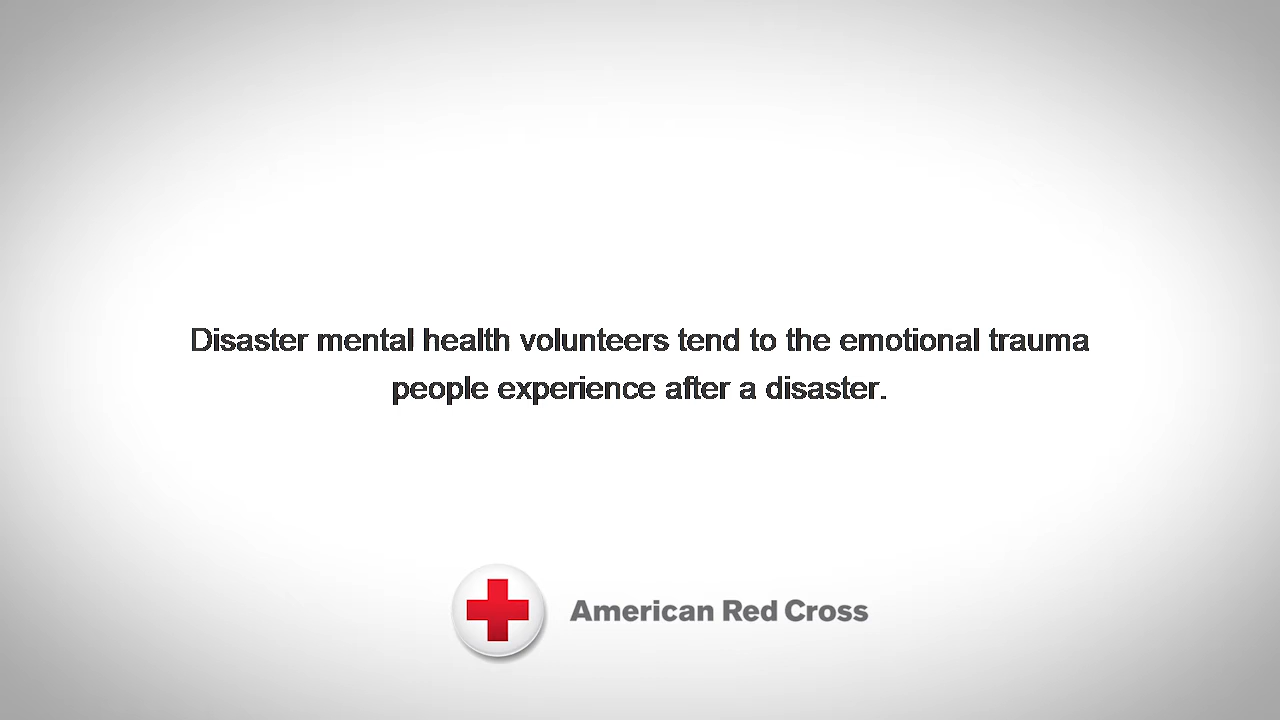 Disaster mental health volunteers tend to the emotional trauma
people experience after a disaster.
American Red Cross